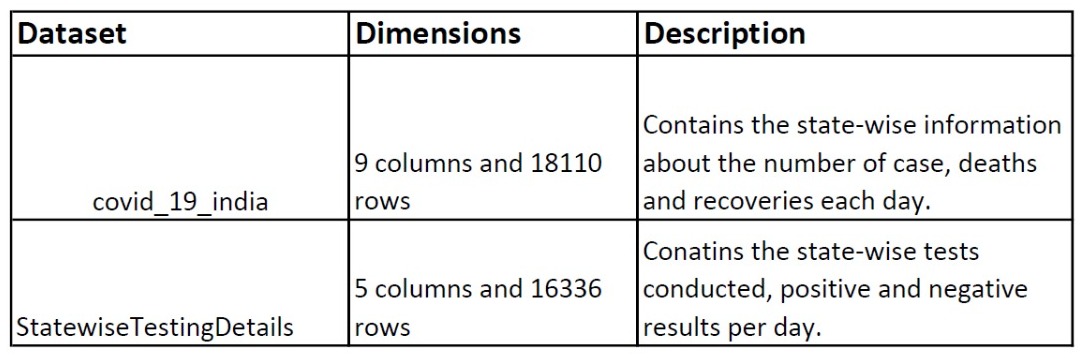 Dataset Dimensions Description
covid_19_india
9 columns and 18110
rows
Contains the state-wise information
about the number of case, deaths
and recoveries each day.
StatewiseTestingDetails
5 columns and 16336
rows
Conatins the state-wise tests
conducted, positive and negative
results per day.